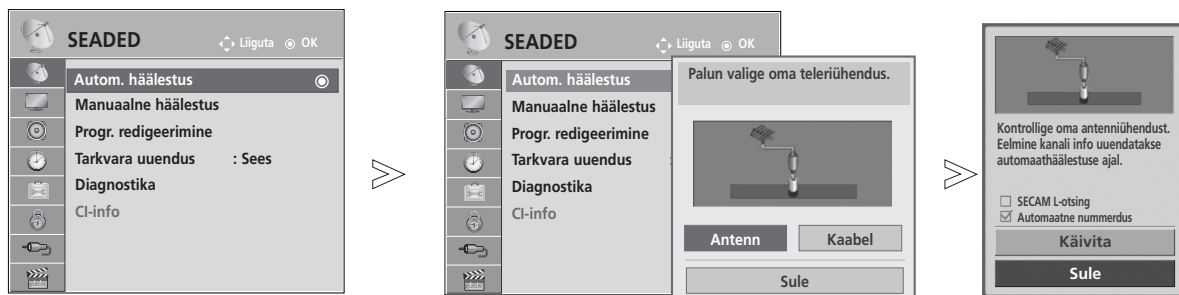 SEADED
Liiguta OK
Autom. häälestus
Manuaalne häälestus
Progr. redigeerimine
Tarkvara uuendus : Sees
Diagnostika
CI-info
SEADED
Liiguta OK
Autom. häälestus
Manuaalne häälestus
Progr. redigeerimine
Tarkvara uuendus :
Diagnostika
CI-info
Palun valige oma teleriühendus.
Antenn Kaabel
Sule
Kontrollige oma antenniühendust.
Eelmine kanali info uuendatakse
automaathäälestuse ajal.
SECAM L-otsing
Automaatne nummerdus
Käivita
Sule